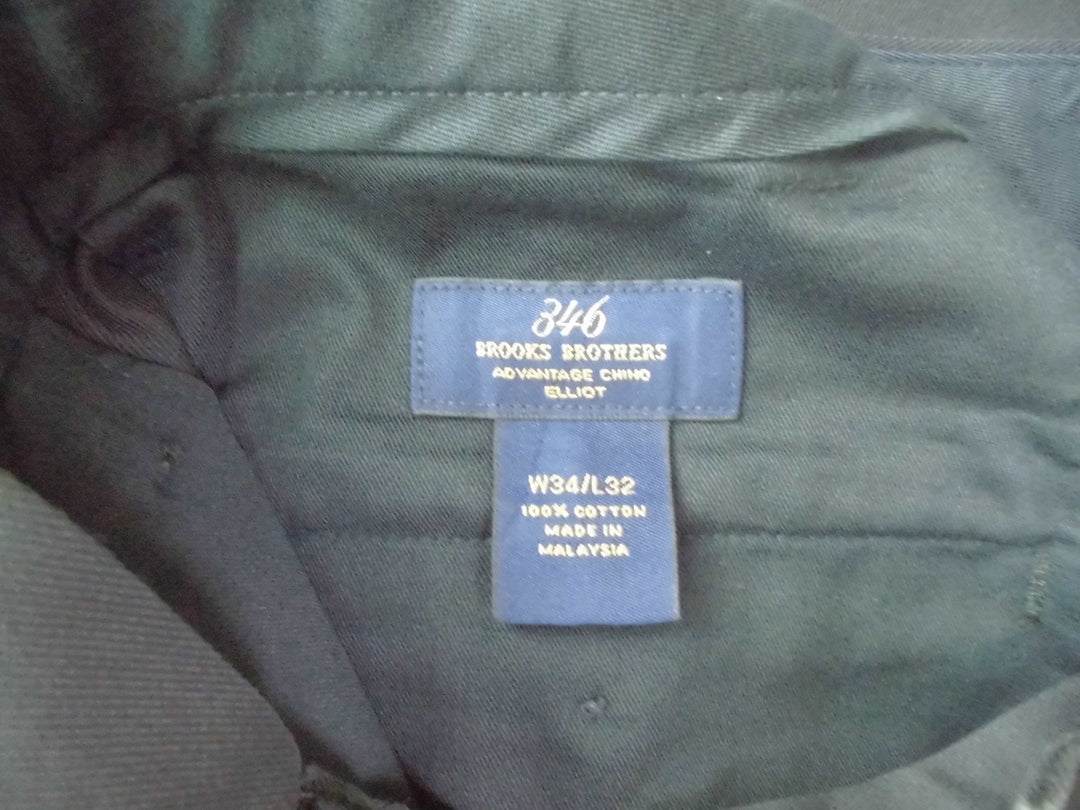 346
BROOKS BROTHERS
ADVANTAGE CHINO
ELLIOT
W34/L32
100% COTTON
MADE IN
MALAYSIA